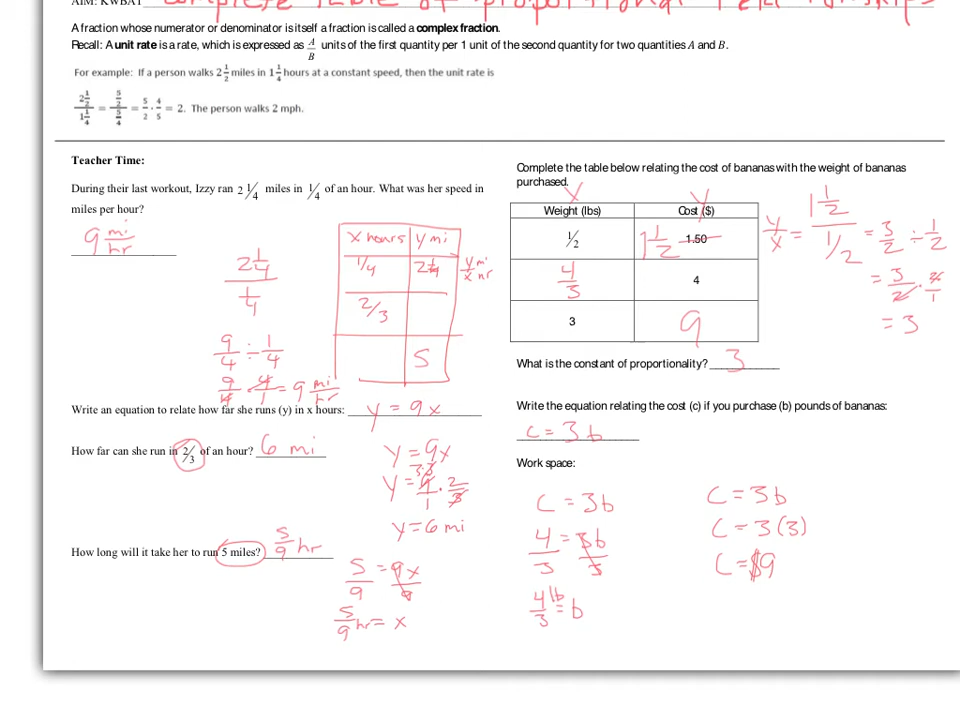 AIM: KWBAT complete table of proportional relationships
A fraction whose numerator or denominator is itself a fraction is called a complex fraction.
Recall: A unit rate is a rate, which is expressed as A/B units of the first quantity per 1 unit of the second quantity for two quantities A and B.
For example: If a person walks 2 1/2 miles in 1 1/4 hours at a constant speed, then the unit rate is
2 1/2 / 1 1/4 = 5/2 / 5/4 = 5/2 · 4/5 = 2. The person walks 2 mph.
Teacher Time:
During their last workout, Izzy ran 2 1/4 miles in 1/4 of an hour. What was her speed in
miles per hour?
9 mi/hr
2 1/4 / 1/4
9/4 ÷ 1/4
9/4 · 4/1 = 9 mi/hr
x hours y mi
1/4 2 1/4 y mi/x hr
2/3
5
Write an equation to relate how far she runs (y) in x hours: y = 9x
How far can she run in 2/3 of an hour? 6 mi
y = 9x
3·3
y = 9/1 · 2/3
y = 6 mi
How long will it take her to run 5 miles? 5/9 hr
5/9 = 9x/9
5/9 hr = x
Complete the table below relating the cost of bananas with the weight of bananas
purchased.
x y
Weight (lbs) Cost ($)
1/2 1 1/2 1.50
4/3 4
3 9
y/x = 1 1/2 / 1/2 = 3/2 ÷ 1/2
= 3/2 · 2/1
= 3
What is the constant of proportionality? 3
Write the equation relating the cost (c) if you purchase (b) pounds of bananas:
c = 3b
Work space:
c = 3b
4/3 = 3b/3
4/3 lb = b
c = 3b
c = 3(3)
c = $9